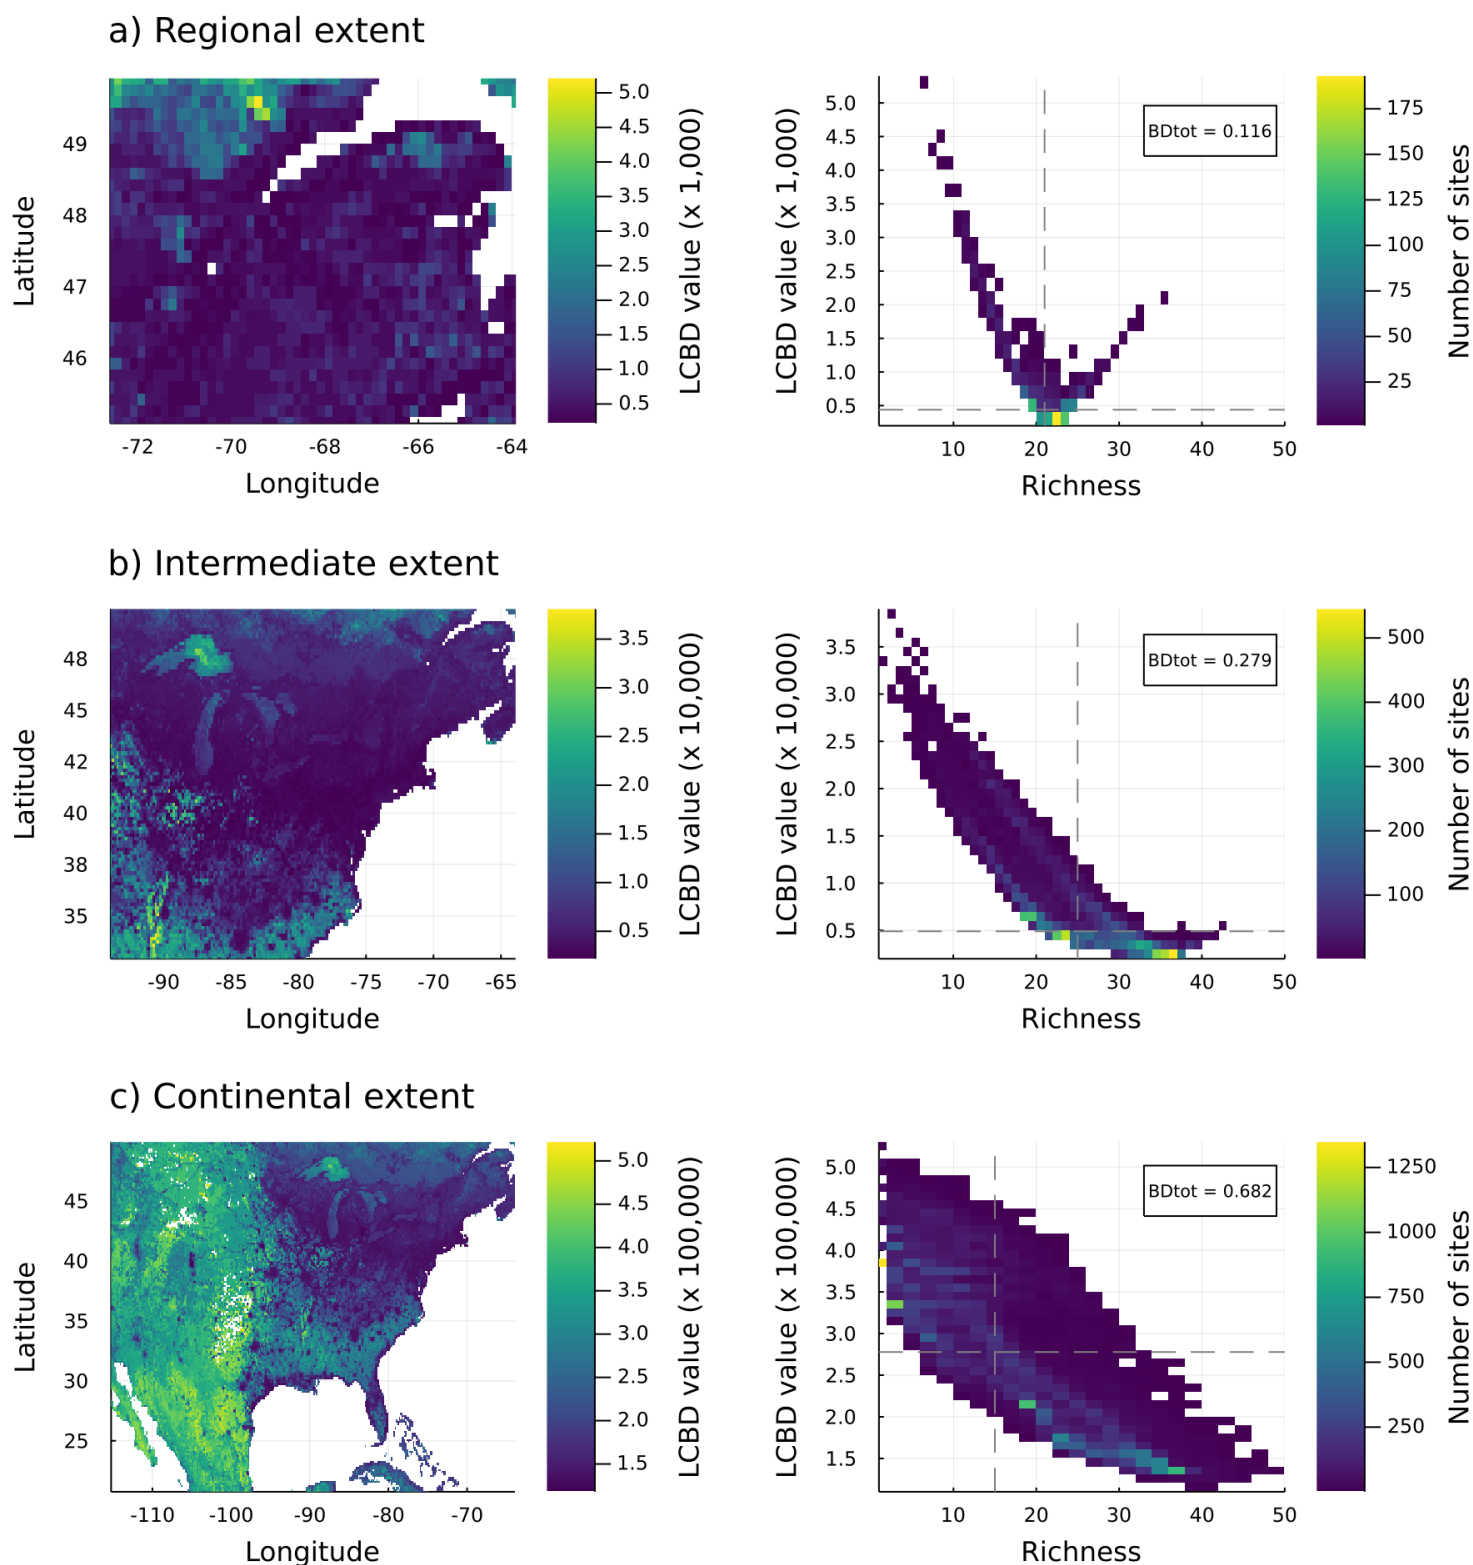 a) Regional extent
Latitude
49
48
47
46
-72 -70 -68 -66 -64
Longitude
5.0
4.5
4.0
3.5
3.0
2.5
2.0
1.5
1.0
0.5
LCBD value (x 1,000)
LCBD value (x 1,000)
5.0
4.5
4.0
3.5
3.0
2.5
2.0
1.5
1.0
0.5
BDtot = 0.116
10 20 30 40 50
Richness
175
150
125
100
75
50
25
Number of sites
b) Intermediate extent
Latitude
48
45
42
40
38
35
-90 -85 -80 -75 -70 -65
Longitude
3.5
3.0
2.5
2.0
1.5
1.0
0.5
LCBD value (x 10,000)
LCBD value (x 10,000)
3.5
3.0
2.5
2.0
1.5
1.0
0.5
BDtot = 0.279
10 20 30 40 50
Richness
500
400
300
200
100
Number of sites
c) Continental extent
Latitude
45
40
35
30
25
-110 -100 -90 -80 -70
Longitude
5.0
4.5
4.0
3.5
3.0
2.5
2.0
1.5
LCBD value (x 100,000)
LCBD value (x 100,000)
5.0
4.5
4.0
3.5
3.0
2.5
2.0
1.5
BDtot = 0.682
10 20 30 40 50
Richness
1250
1000
750
500
250
Number of sites